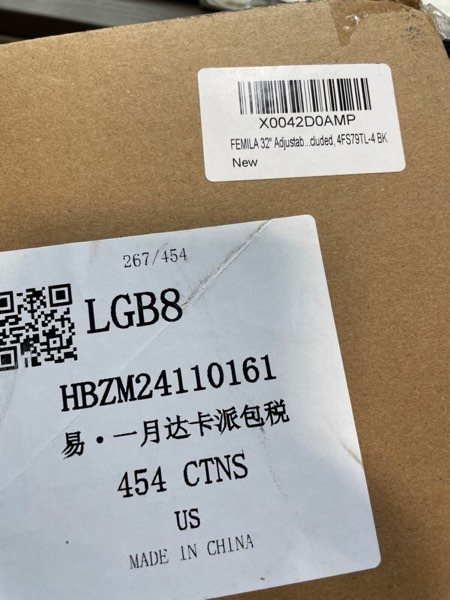 X0042D0AMP
FEMILA 32" Adjustab...cluded, 4FS79TL-4 BK
New
267/454
LGB8
HBZM24110161
易·一月达卡派包税
454 CTNS
US
MADE IN CHINA